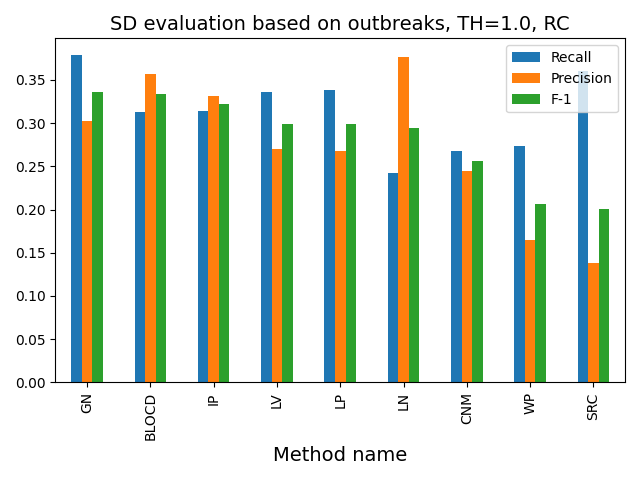 SD evaluation based on outbreaks, TH=1.0, RC
Recall
Precision
F-1
0.35
0.30
0.25
0.20
0.15
0.10
0.05
0.00
GN
BLOCD
IP
LV
LP
LN
CNM
WP
SRC
Method name